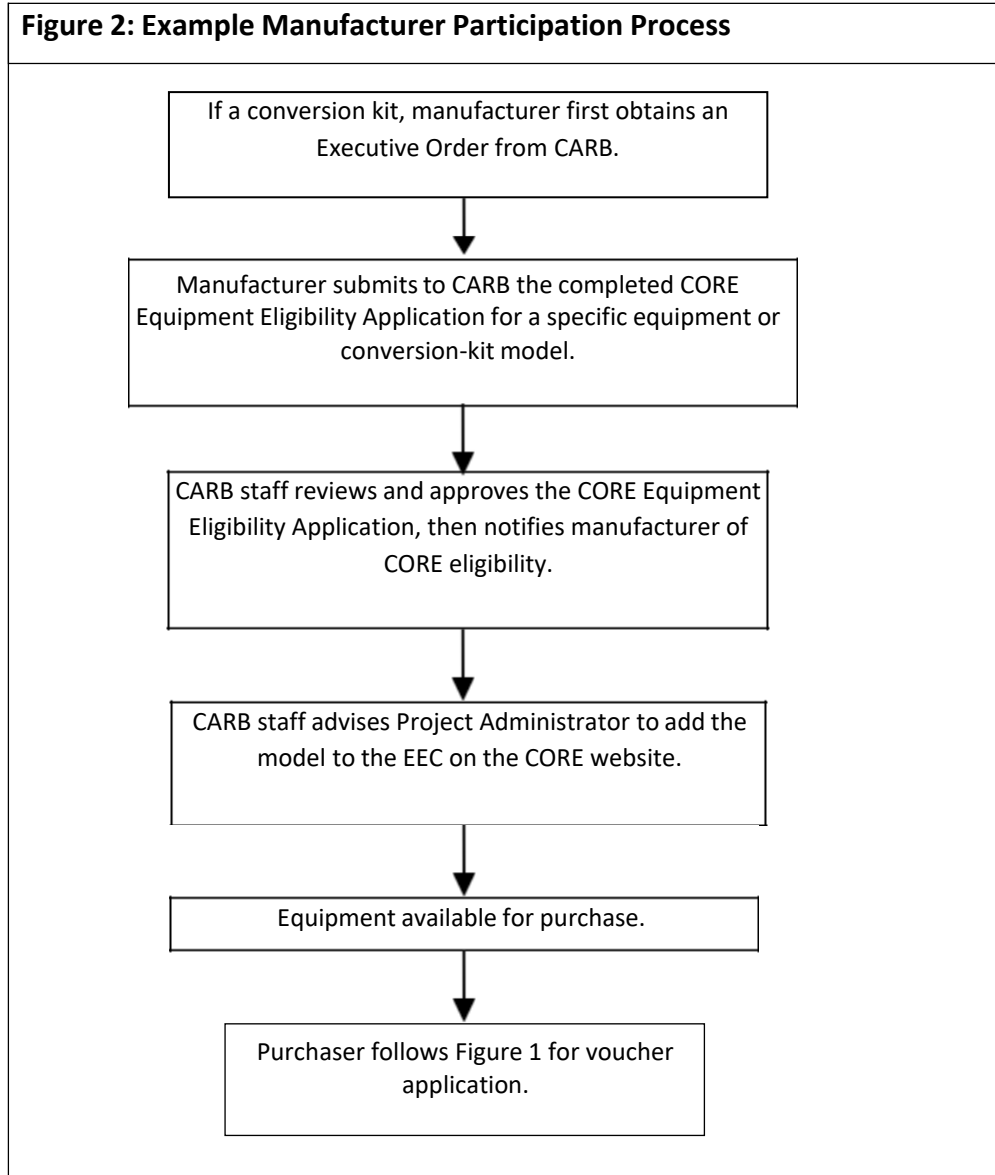 Figure 2: Example Manufacturer Participation Process
If a conversion kit, manufacturer first obtains an
Executive Order from CARB.
Manufacturer submits to CARB the completed CORE
Equipment Eligibility Application for a specific equipment or
conversion-kit model.
CARB staff reviews and approves the CORE Equipment
Eligibility Application, then notifies manufacturer of
CORE eligibility.
CARB staff advises Project Administrator to add the
model to the EEC on the CORE website.
Equipment available for purchase.
Purchaser follows Figure 1 for voucher
application.